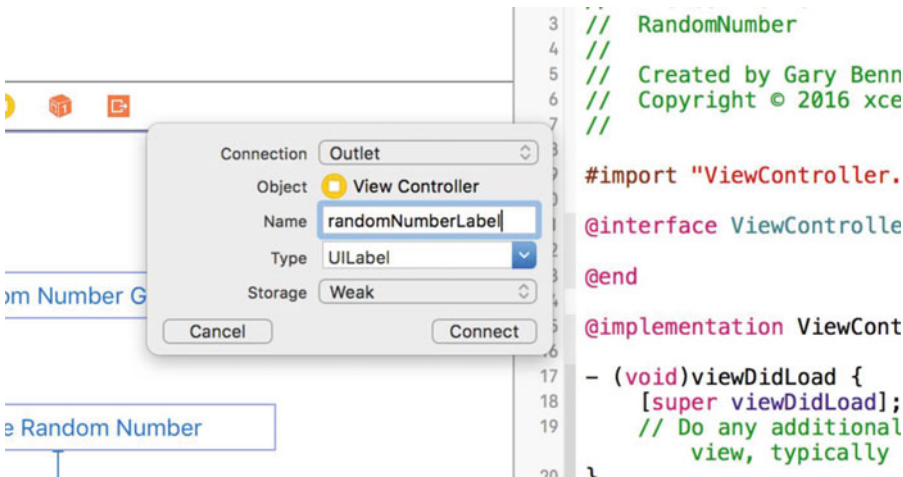 3 // RandomNumber
4 //
5 // Created by Gary Benn
6 // Copyright © 2016 xce
7 //
#import "ViewController.
@interface ViewControlle
@end
@implementation ViewCont
16
17 - (void)viewDidLoad {
18 [super viewDidLoad];
19 // Do any additional
view, typically
20 }
Connection Outlet
Object View Controller
Name randomNumberLabel
Type UILabel
Storage Weak
Cancel Connect
om Number G
e Random Number